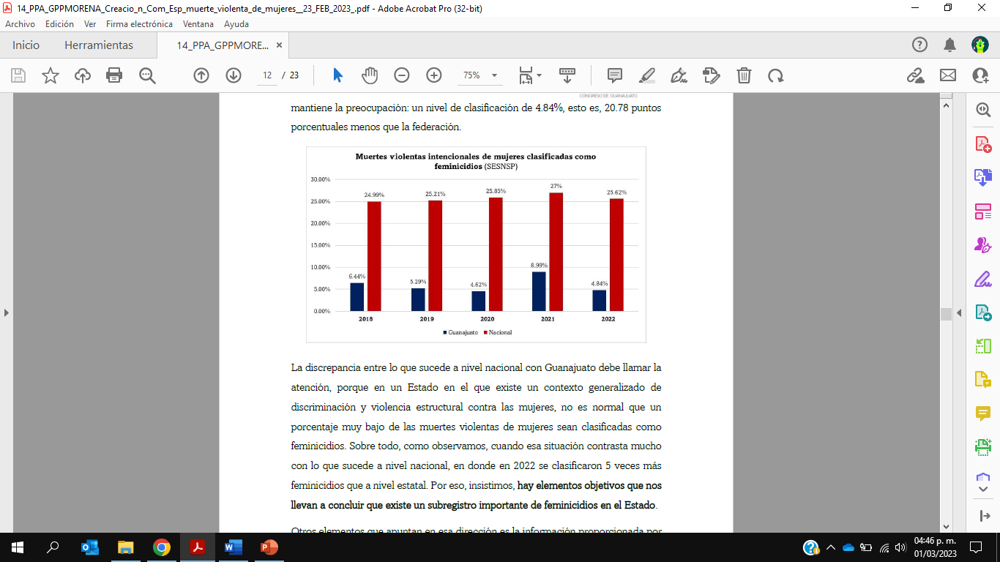 14_PPA_GPPMORENA_Creacio_n_Com_Esp_muerte_violenta_de_mujeres__23_FEB_2023_.pdf - Adobe Acrobat Pro (32-bit)
Archivo Edición Ver Firma electrónica Ventana Ayuda
Inicio Herramientas 14_PPA_GPPMORE... ×
12 / 23 75%
CONGRESO DE GUANAJUATO
mantiene la preocupación: un nivel de clasificación de 4.84%, esto es, 20.78 puntos
porcentuales menos que la federación.
Muertes violentas intencionales de mujeres clasificadas como
feminicidios (SESNSP)
30.00%
25.00%
20.00%
15.00%
10.00%
5.00%
0.00%
24.99% 25.21% 25.85% 27% 25.62%
6.44% 5.29% 4.62% 8.99% 4.84%
2018 2019 2020 2021 2022
Guanajuato Nacional
La discrepancia entre lo que sucede a nivel nacional con Guanajuato debe llamar la
atención, porque en un Estado en el que existe un contexto generalizado de
discriminación y violencia estructural contra las mujeres, no es normal que un
porcentaje muy bajo de las muertes violentas de mujeres sean clasificadas como
feminicidios. Sobre todo, como observamos, cuando esa situación contrasta mucho
con lo que sucede a nivel nacional, en donde en 2022 se clasificaron 5 veces más
feminicidios que a nivel estatal. Por eso, insistimos, hay elementos objetivos que nos
llevan a concluir que existe un subregistro importante de feminicidios en el Estado.
Otros elementos que apuntan en esa dirección es la información proporcionada por
04:46 p. m.
01/03/2023